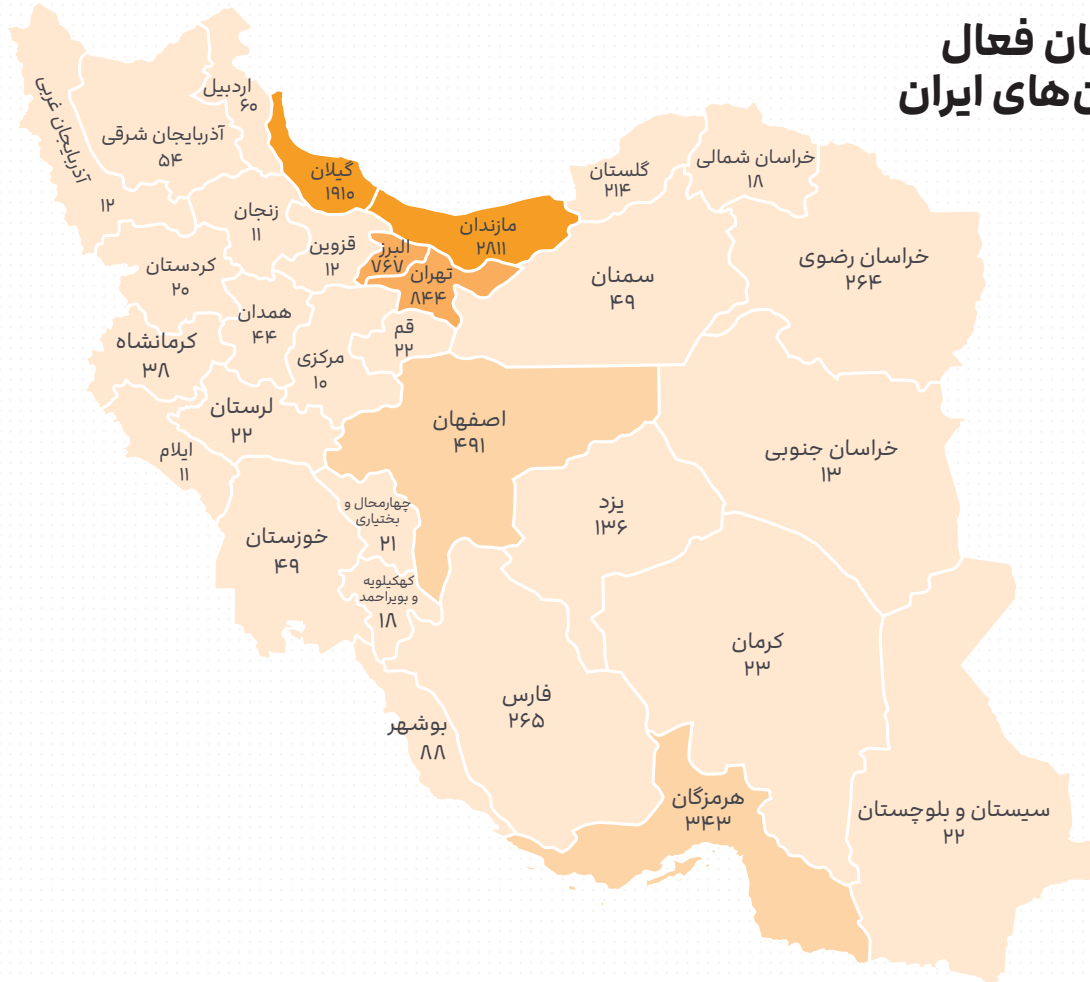 ان فعال
ن‌های ایران
اردبیل
۶۰
آذربایجان غربی
۱۲
آذربایجان شرقی
۵۴
گیلان
۱۹۱۰
گلستان
۲۱۴
خراسان شمالی
۱۸
زنجان
۱۱
مازندان
۲۸۱۱
قزوین
۱۲
البرز
۷۶۷
تهران
۸۴۴
خراسان رضوی
۲۶۴
کردستان
۲۰
سمنان
۴۹
همدان
۴۴
قم
۲۲
کرمانشاه
۳۸
مرکزی
۱۰
لرستان
۲۲
اصفهان
۴۹۱
ایلام
۱۱
خراسان جنوبی
۱۳
چهارمحال و
بختیاری
۲۱
یزد
۱۳۶
خوزستان
۴۹
کهکیلویه
و بویراحمد
۱۸
کرمان
۲۳
فارس
۲۶۵
بوشهر
۸۸
هرمزگان
۳۴۳
سیستان و بلوچستان
۲۲